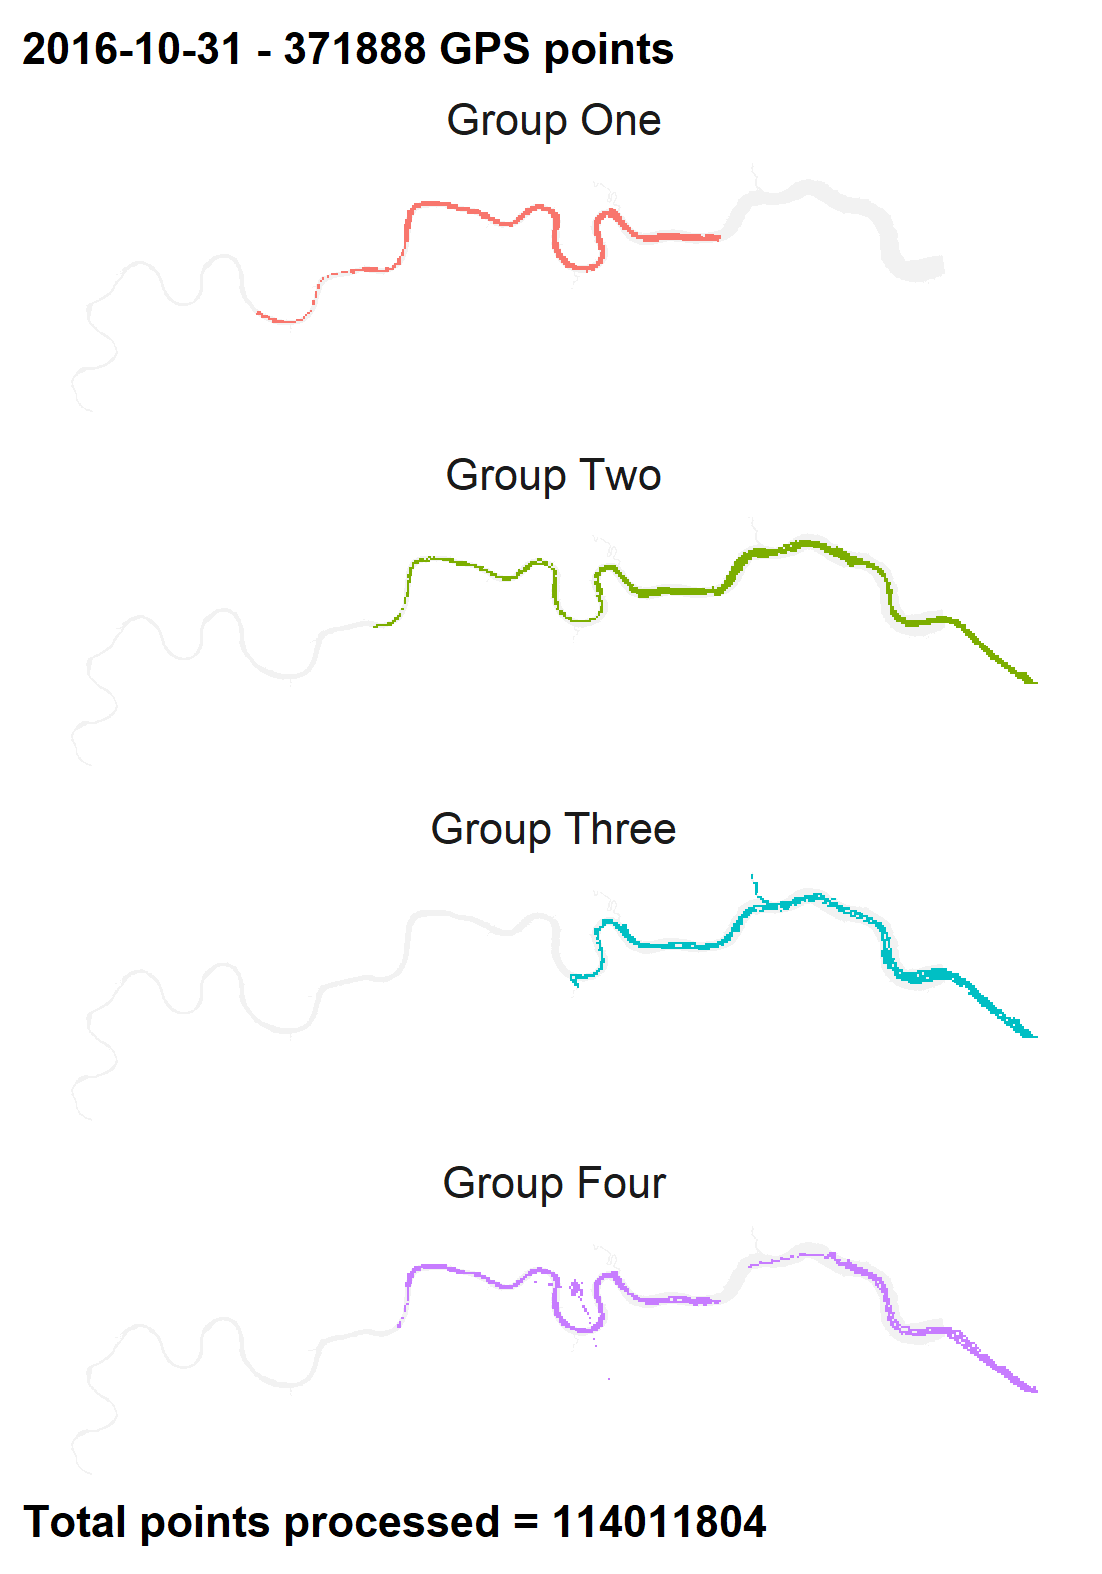 2016-10-31 - 371888 GPS points
Group One
Group Two
Group Three
Group Four
Total points processed = 114011804